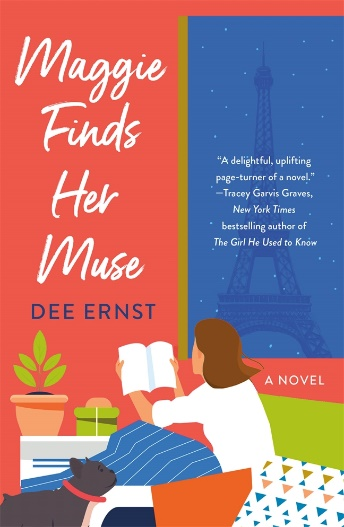 Maggie
Finds
Her
Muse
DEE ERNST
“A delightful, uplifting
page-turner of a novel.”
—Tracey Garvis Graves,
New York Times
bestselling author of
The Girl He Used to Know
A NOVEL